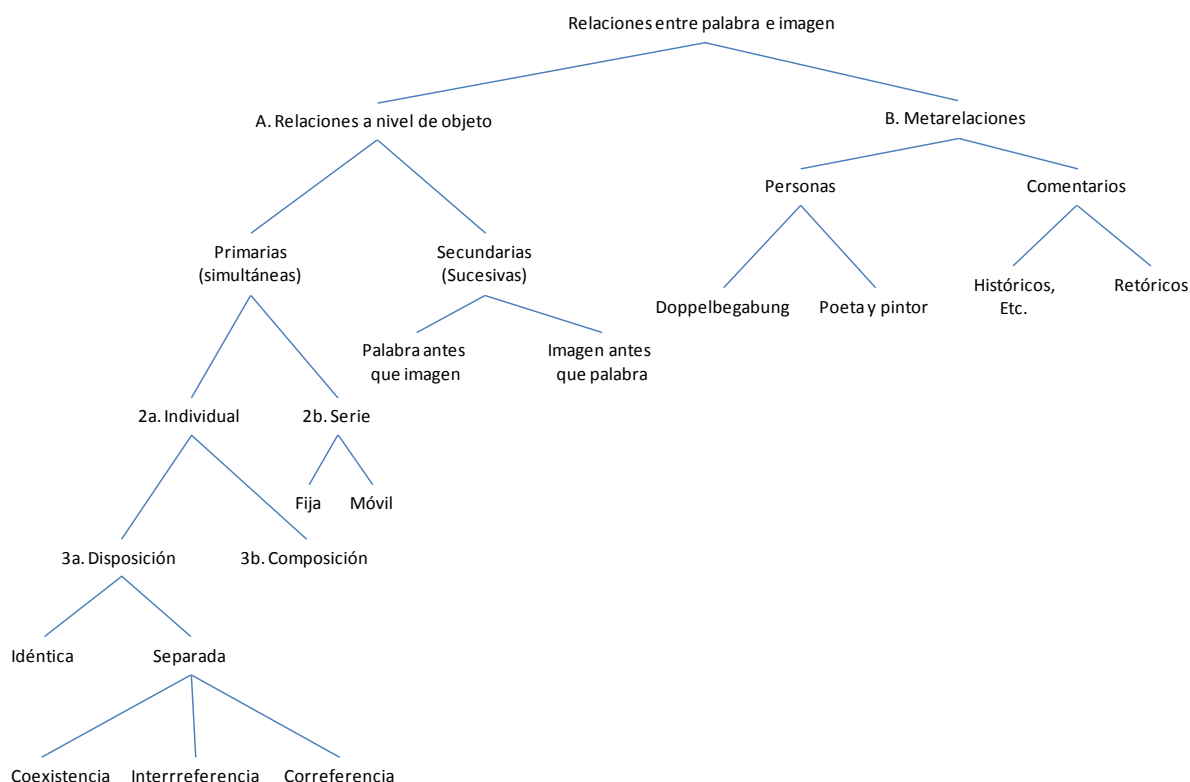 Relaciones entre palabra e imagen
A. Relaciones a nivel de objeto
B. Metarelaciones
Personas
Comentarios
Primarias
(simultáneas)
Secundarias
(Sucesivas)
Doppelbegabung
Poeta y pintor
Históricos,
Etc.
Retóricos
Palabra antes
que imagen
Imagen antes
que palabra
2a. Individual
2b. Serie
Fija
Móvil
3a. Disposición
3b. Composición
Idéntica
Separada
Coexistencia
Interrreferencia
Correferencia